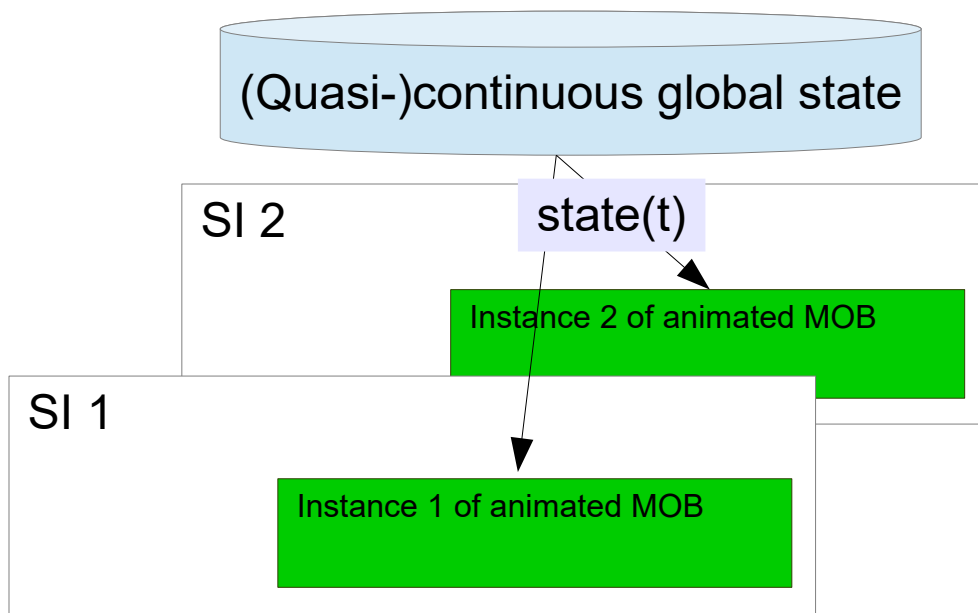 (Quasi-)continuous global state
SI 2
state(t)
Instance 2 of animated MOB
SI 1
Instance 1 of animated MOB